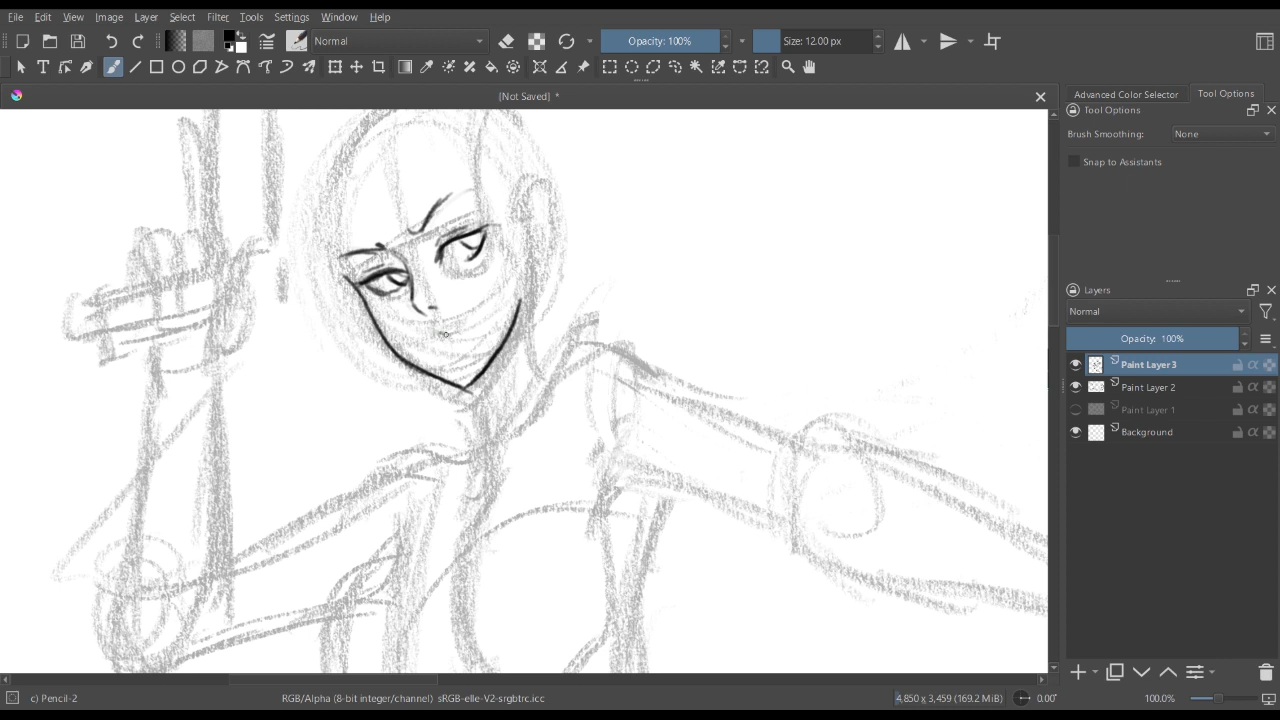 File Edit View Image Layer Select Filter Tools Settings Window Help
Normal Opacity: 100% Size: 12.00 px
[Not Saved] *
Advanced Color Selector Tool Options
Tool Options
Brush Smoothing: None
Snap to Assistants
Layers
Normal
Opacity: 100%
Paint Layer 3
Paint Layer 2
Paint Layer 1
Background
c) Pencil-2 RGB/Alpha (8-bit integer/channel) sRGB-elle-V2-srgbtrc.icc 4,850 x 3,459 (169.2 MiB) 0.00° 100.0%